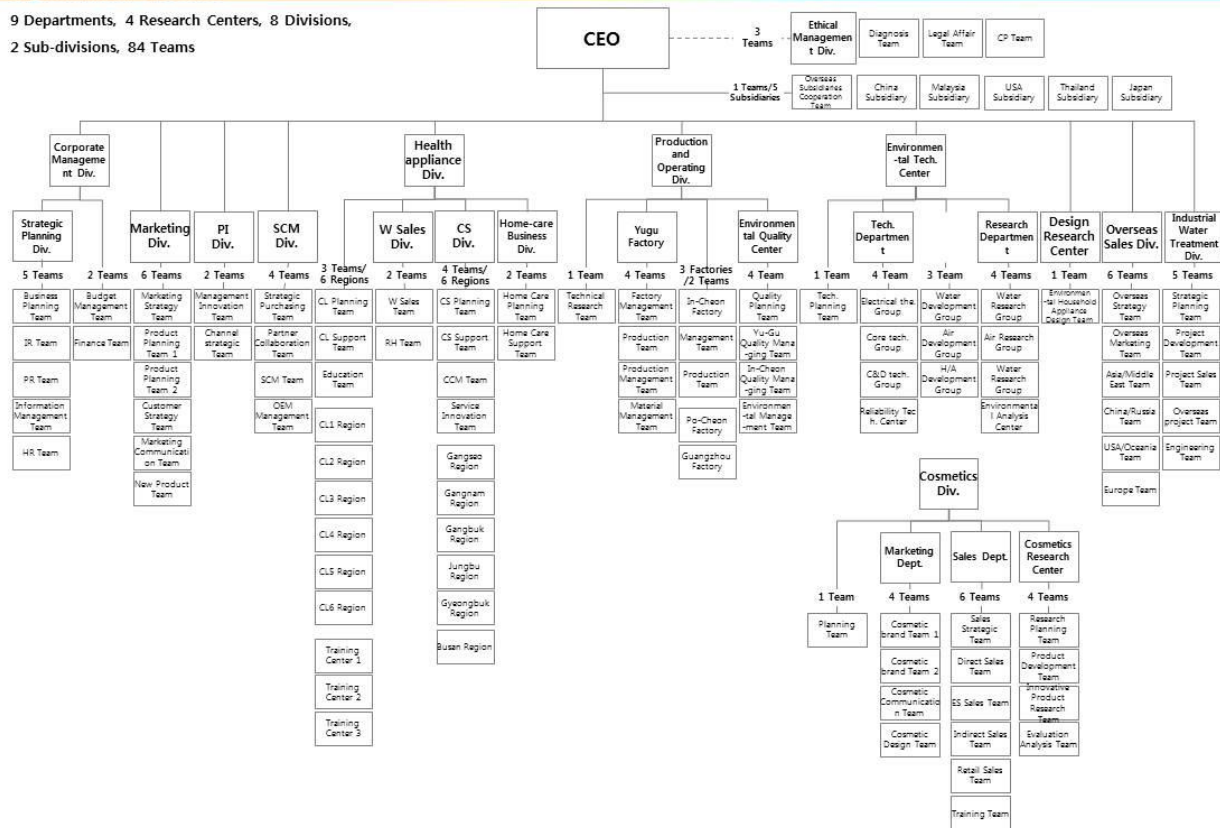 9 Departments, 4 Research Centers, 8 Divisions,
2 Sub-divisions, 84 Teams
CEO
3
Teams
Ethical
Managemen
t Div.
Diagnosis
Team
Legal Affair
Team
CP Team
1 Teams/5
Subsidiaries
Overseas
Subsidiaries
Cooperation
Team
China
Subsidiary
Malaysia
Subsidiary
USA
Subsidiary
Thailand
Subsidiary
Japan
Subsidiary
Corporate
Manageme
nt Div.
Health
appliance
Div.
Production
and
Operating
Div.
Environmen
-tal Tech.
Center
Strategic
Planning
Div.
Marketing
Div.
PI
Div.
SCM
Div.
W Sales
Div.
CS
Div.
Home-care
Business
Div.
Yugu
Factory
Environmen
tal Quality
Center
Tech.
Departmen
t
Research
Departmen
t
Design
Research
Center
Overseas
Sales Div.
Industrial
Water
Treatment
Div.
5 Teams
Business
Planning
Team
IR Team
PR Team
Information
Management
Team
HR Team
2 Teams
Budget
Management
Team
Finance Team
6 Teams
Marketing
Strategy
Team
Product
Planning
Team 1
Product
Planning
Team 2
Customer
Strategy
Team
Marketing
Communicati
on Team
New Product
Team
2 Teams
Management
Innovation
Team
Channel
strategic
Team
4 Teams
Strategic
Purchasing
Team
Partner
Collaboration
Team
SCM Team
OEM
Management
Team
3 Teams/
6 Regions
CL Planning
Team
CL Support
Team
Education
Team
CL1 Region
CL2 Region
CL3 Region
CL4 Region
CL5 Region
CL6 Region
Training
Center 1
Training
Center 2
Training
Center 3
2 Teams
W Sales
Team
RH Team
4 Teams/
6 Regions
CS Planning
Team
CS Support
Team
CCM Team
Service
Innovation
Team
Gangseo
Region
Gangnam
Region
Gangbuk
Region
Jungbu
Region
Gyeongbuk
Region
Busan Region
2 Teams
Home Care
Planning
Team
Home Care
Support
Team
1 Team
Technical
Research
Team
4 Teams
Factory
Management
Team
Production
Team
Production
Management
Team
Material
Management
Team
3 Factories
/2 Teams
In-Cheon
Factory
Management
Team
Production
Team
Po-Cheon
Factory
Guangzhou
Factory
4 Team
Quality
Planning
Team
Yu-Gu
Quality Mana
-ging Team
In-Cheon
Quality Mana
-ging Team
Environmen
-tal Manage
-ment Team
1 Team
Tech.
Planning
Team
4 Team
Electrical the.
Group
Core tech.
Group
C&D tech.
Group
Reliability Tec
h. Center
3 Team
Water
Development
Group
Air
Development
Group
H/A
Development
Group
4 Teams
Water
Research
Group
Air Research
Group
Water
Research
Group
Environmenta
l Analysis
Center
1 Team
Environmen
-tal Household
Appliance
Design Team
6 Teams
Overseas
Strategy
Team
Overseas
Marketing
Team
Asia/Middle
East Team
China/Russia
Team
USA/Oceania
Team
Europe Team
5 Teams
Strategic
Planning
Team
Project
Development
Team
Project Sales
Team
Overseas
project Team
Engineering
Team
Cosmetics
Div.
Marketing
Dept.
Sales Dept.
Cosmetics
Research
Center
1 Team
Planning
Team
4 Teams
Cosmetic
brand Team 1
Cosmetic
brand Team 2
Cosmetic
Communicatio
n Team
Cosmetic
Design Team
6 Teams
Sales
Strategic
Team
Direct Sales
Team
ES Sales Team
Indirect Sales
Team
Retail Sales
Team
Training Team
4 Teams
Research
Planning
Team
Product
Development
Team
Innovative
Product
Research
Team
Evaluation
Analysis Team